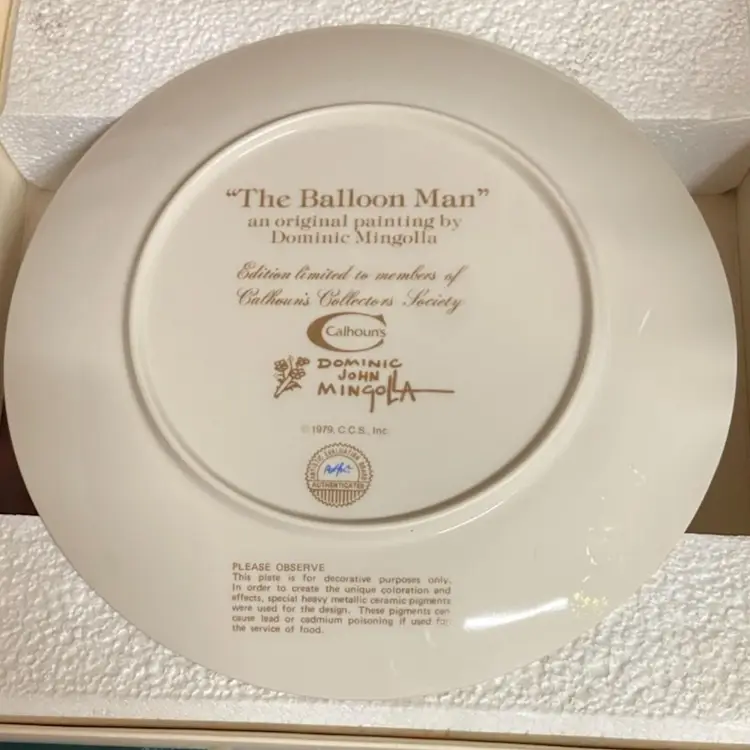 “The Balloon Man”
an original painting by
Dominic Mingolla
Edition limited to members of
Calhoun's Collectors Society
Calhoun's
DOMINIC
JOHN
MINGOLLA
©1979, C.C.S., Inc.
ARTISTIC EVALUATION BOARD
AUTHENTICATED
PLEASE OBSERVE
This plate is for decorative purposes only.
In order to create the unique coloration and
effects, special heavy metallic ceramic pigments
were used for the design. These pigments can
cause lead or cadmium poisoning if used for
the service of food.